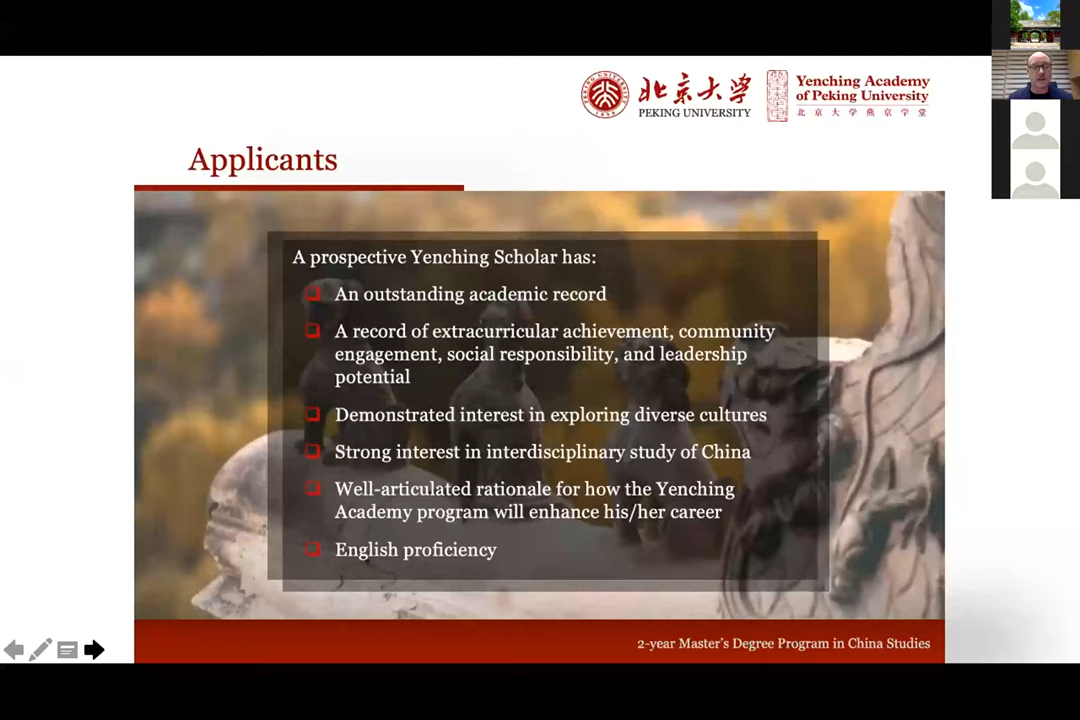 北京大学
PEKING UNIVERSITY
Yenching Academy
of Peking University
北京大学燕京学堂
Applicants
A prospective Yenching Scholar has:
An outstanding academic record
A record of extracurricular achievement, community
engagement, social responsibility, and leadership
potential
Demonstrated interest in exploring diverse cultures
Strong interest in interdisciplinary study of China
Well-articulated rationale for how the Yenching
Academy program will enhance his/her career
English proficiency
2-year Master's Degree Program in China Studies